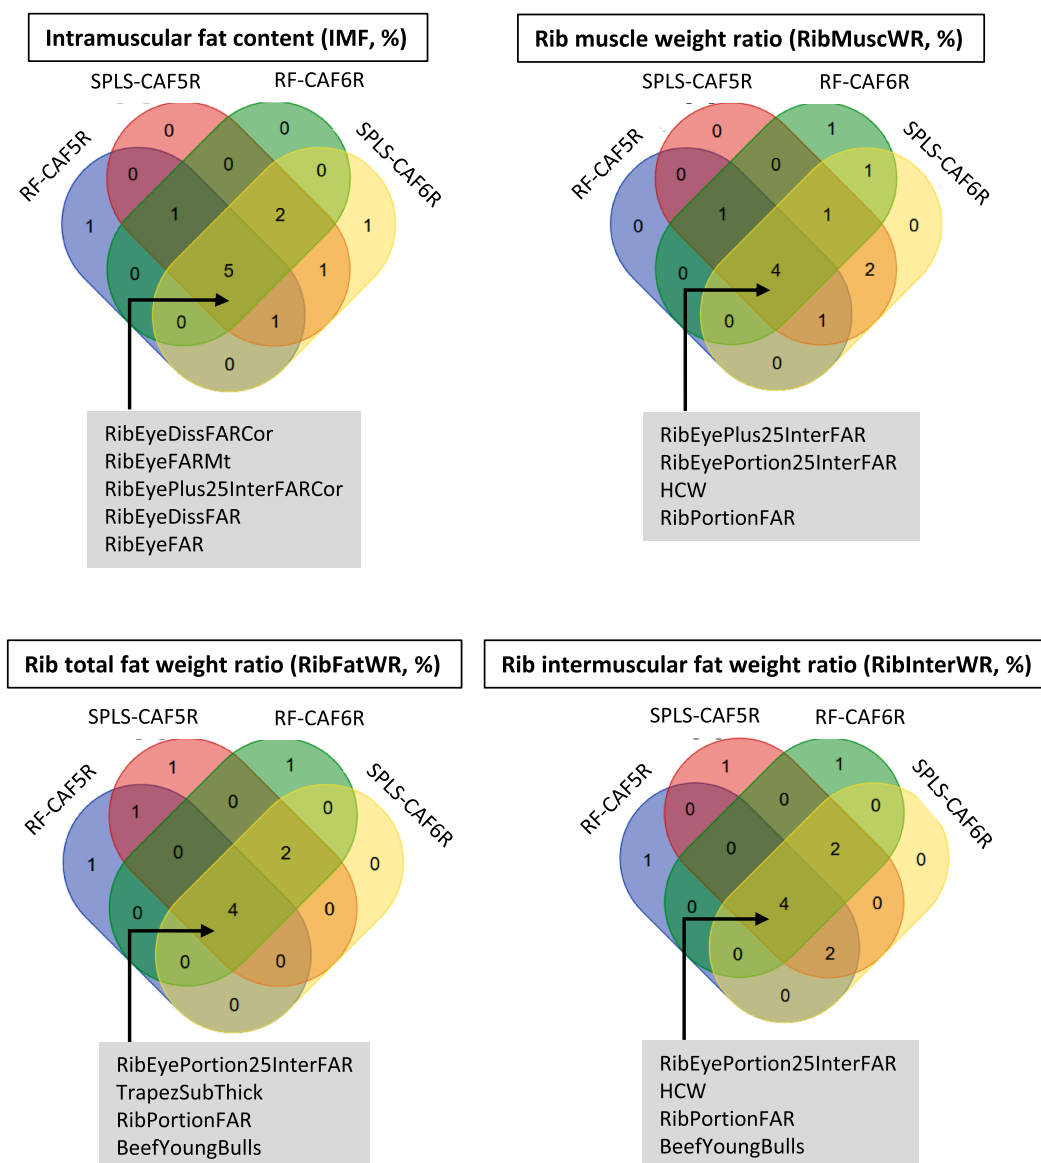 Intramuscular fat content (IMF, %)
SPLS-CAF5R
RF-CAF6R
RF-CAF5R
SPLS-CAF6R
0
0
0
0
0
1
1
2
1
0
5
1
0
1
0
RibEyeDissFARCor
RibEyeFARMt
RibEyePlus25InterFARCor
RibEyeDissFAR
RibEyeFAR
Rib muscle weight ratio (RibMuscWR, %)
SPLS-CAF5R
RF-CAF6R
RF-CAF5R
SPLS-CAF6R
0
1
0
0
1
0
1
1
0
0
4
2
0
1
0
RibEyePlus25InterFAR
RibEyePortion25InterFAR
HCW
RibPortionFAR
Rib total fat weight ratio (RibFatWR, %)
SPLS-CAF5R
RF-CAF6R
RF-CAF5R
SPLS-CAF6R
1
1
1
0
0
1
0
2
0
0
4
0
0
0
0
RibEyePortion25InterFAR
TrapezSubThick
RibPortionFAR
BeefYoungBulls
Rib intermuscular fat weight ratio (RibInterWR, %)
SPLS-CAF5R
RF-CAF6R
RF-CAF5R
SPLS-CAF6R
1
1
0
0
0
1
0
2
0
0
4
0
0
2
0
RibEyePortion25InterFAR
HCW
RibPortionFAR
BeefYoungBulls